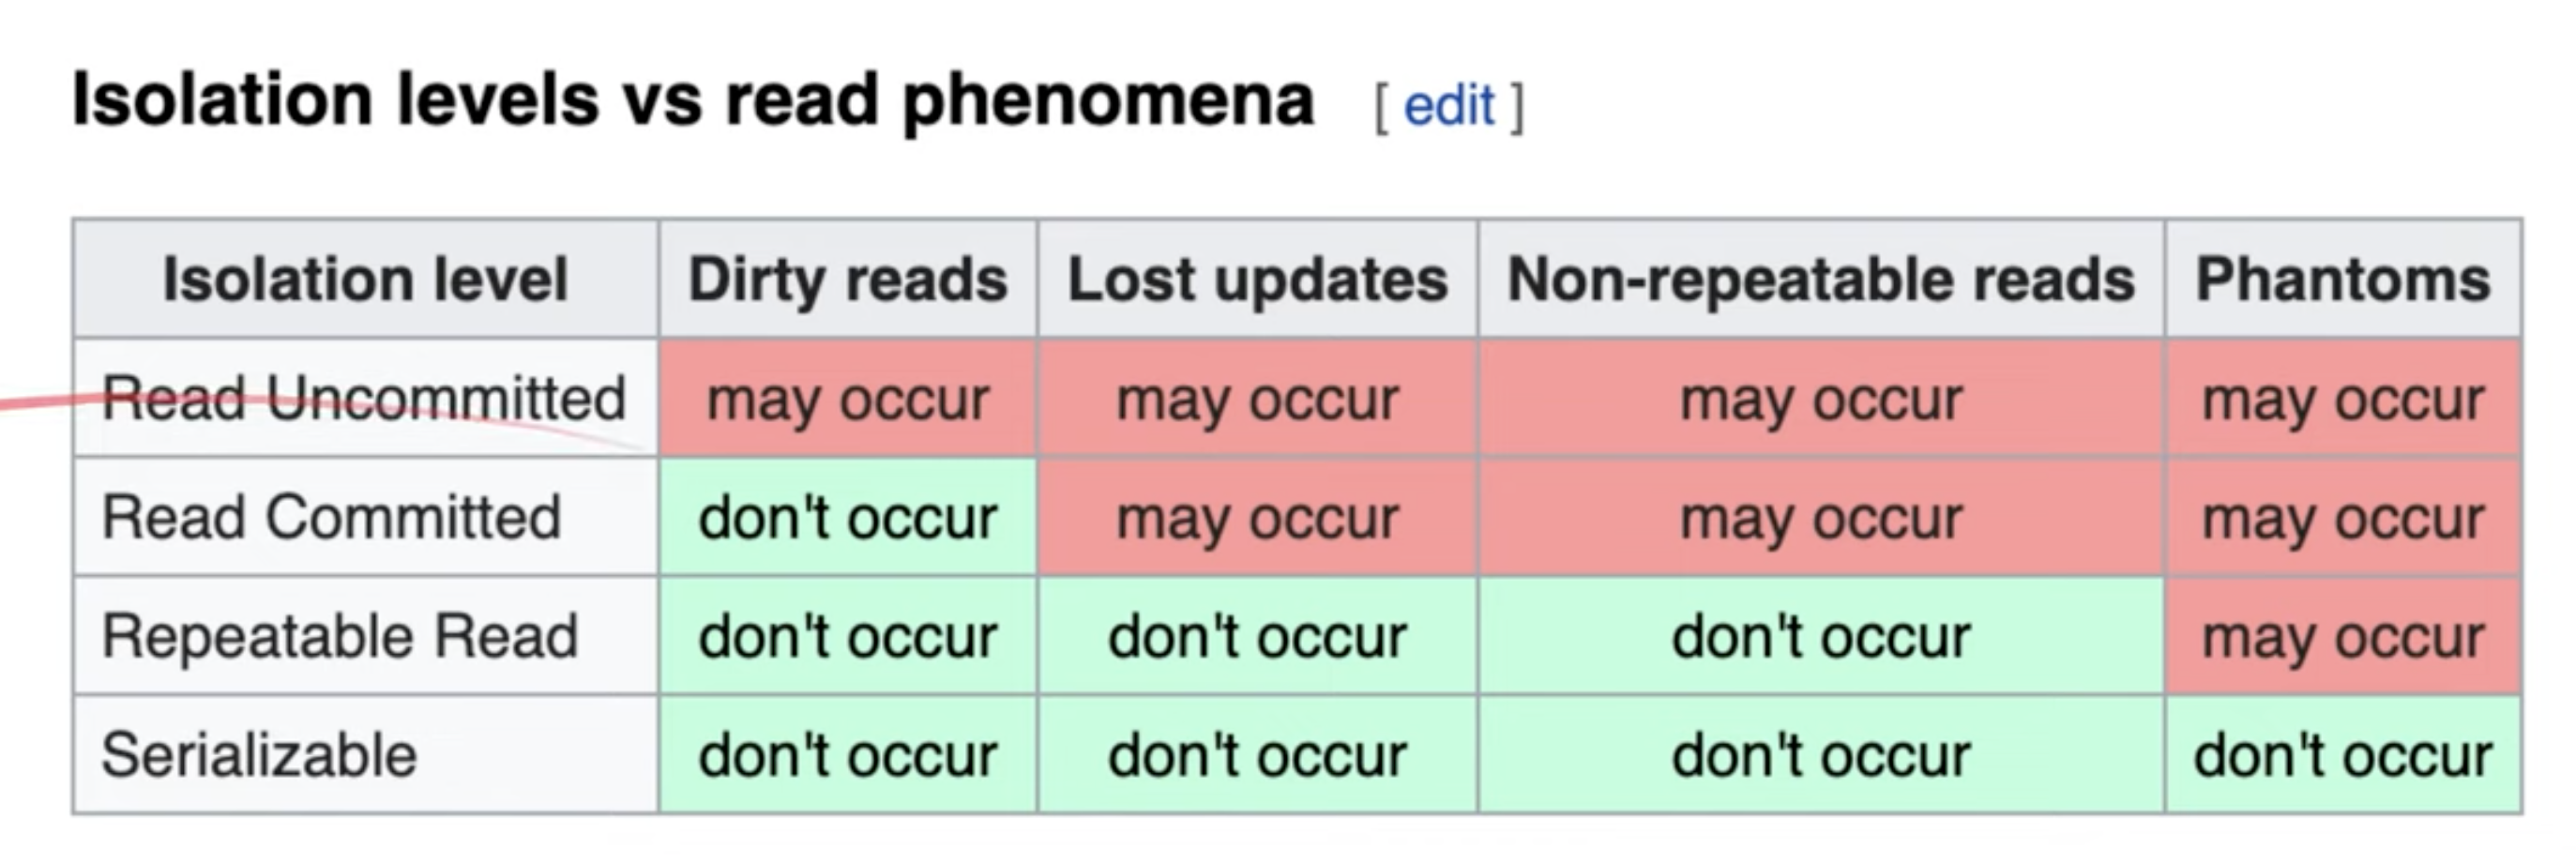 Isolation levels vs read phenomena [ edit ]
Isolation level Dirty reads Lost updates Non-repeatable reads Phantoms
Read Uncommitted may occur may occur may occur may occur
Read Committed don't occur may occur may occur may occur
Repeatable Read don't occur don't occur don't occur may occur
Serializable don't occur don't occur don't occur don't occur